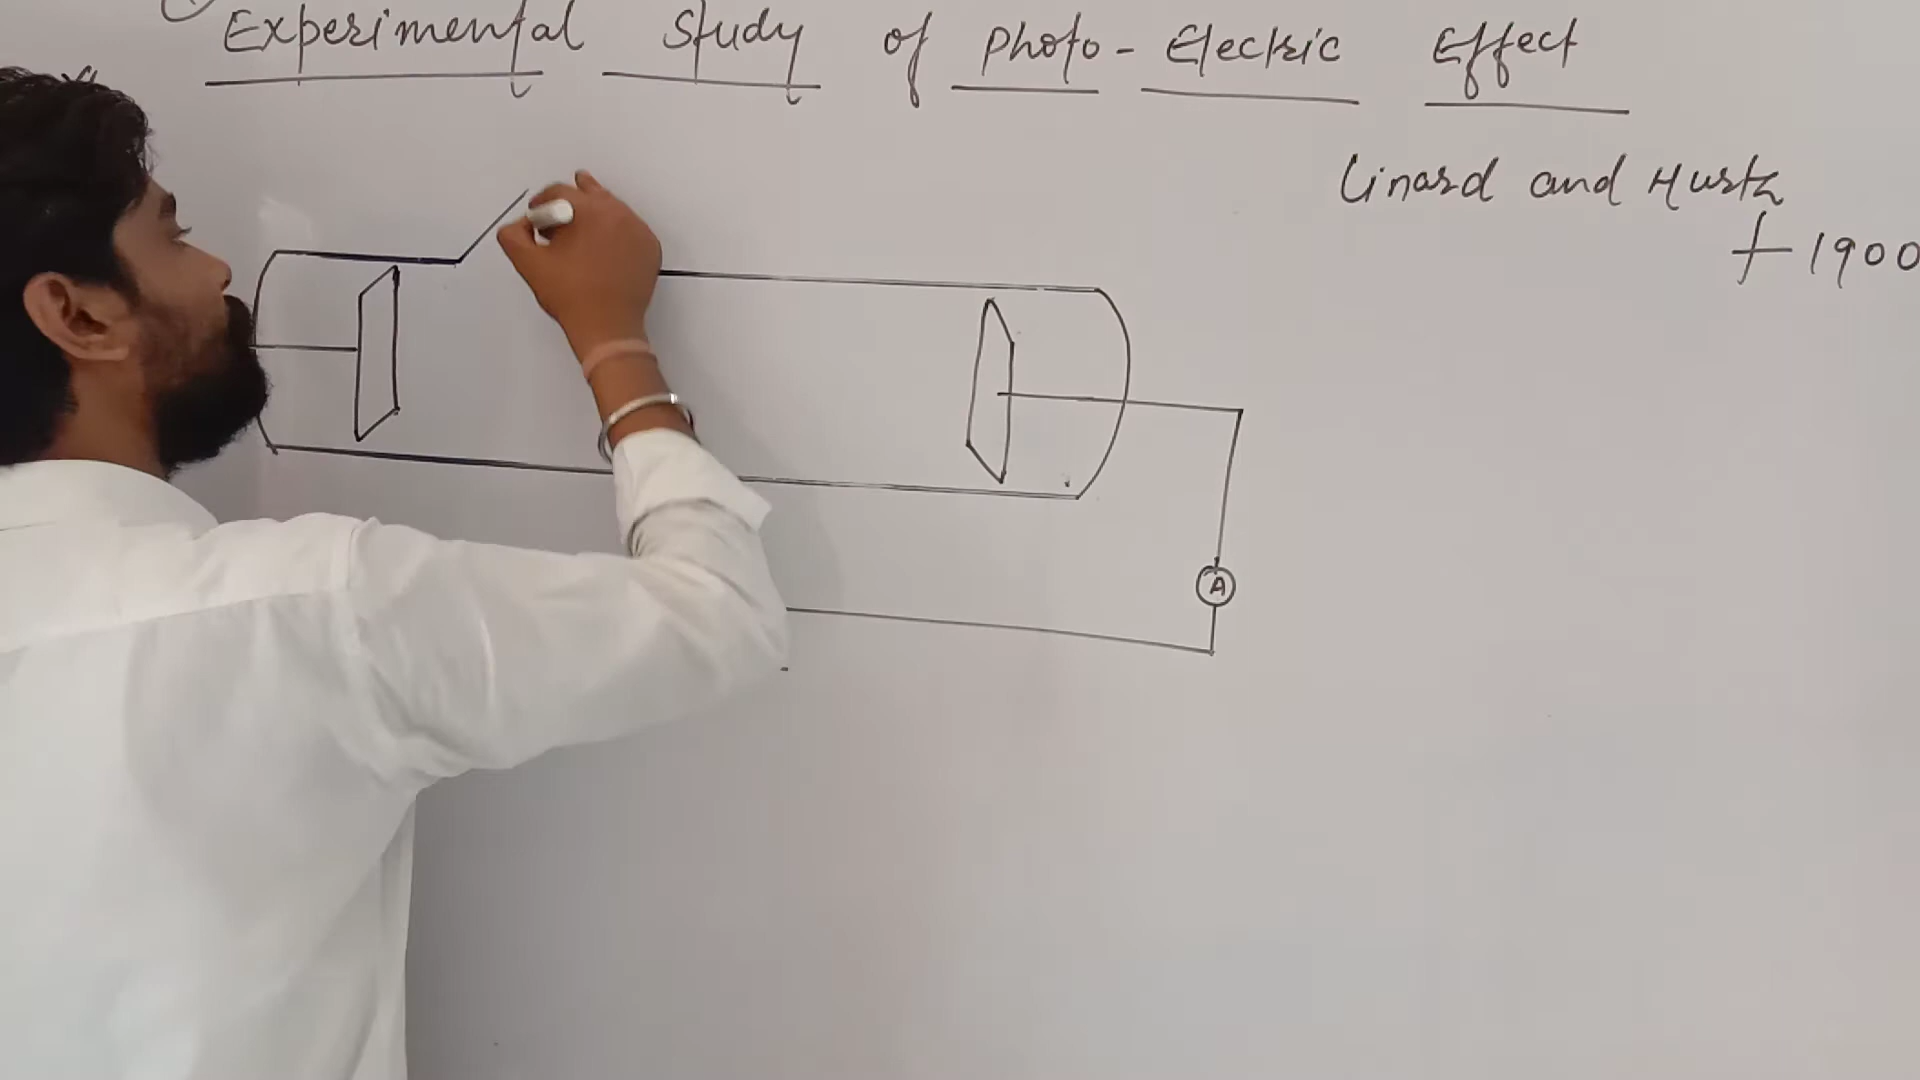 Experimental Study of Photo-Electric Effect
Linard and Hurtz
1900
A